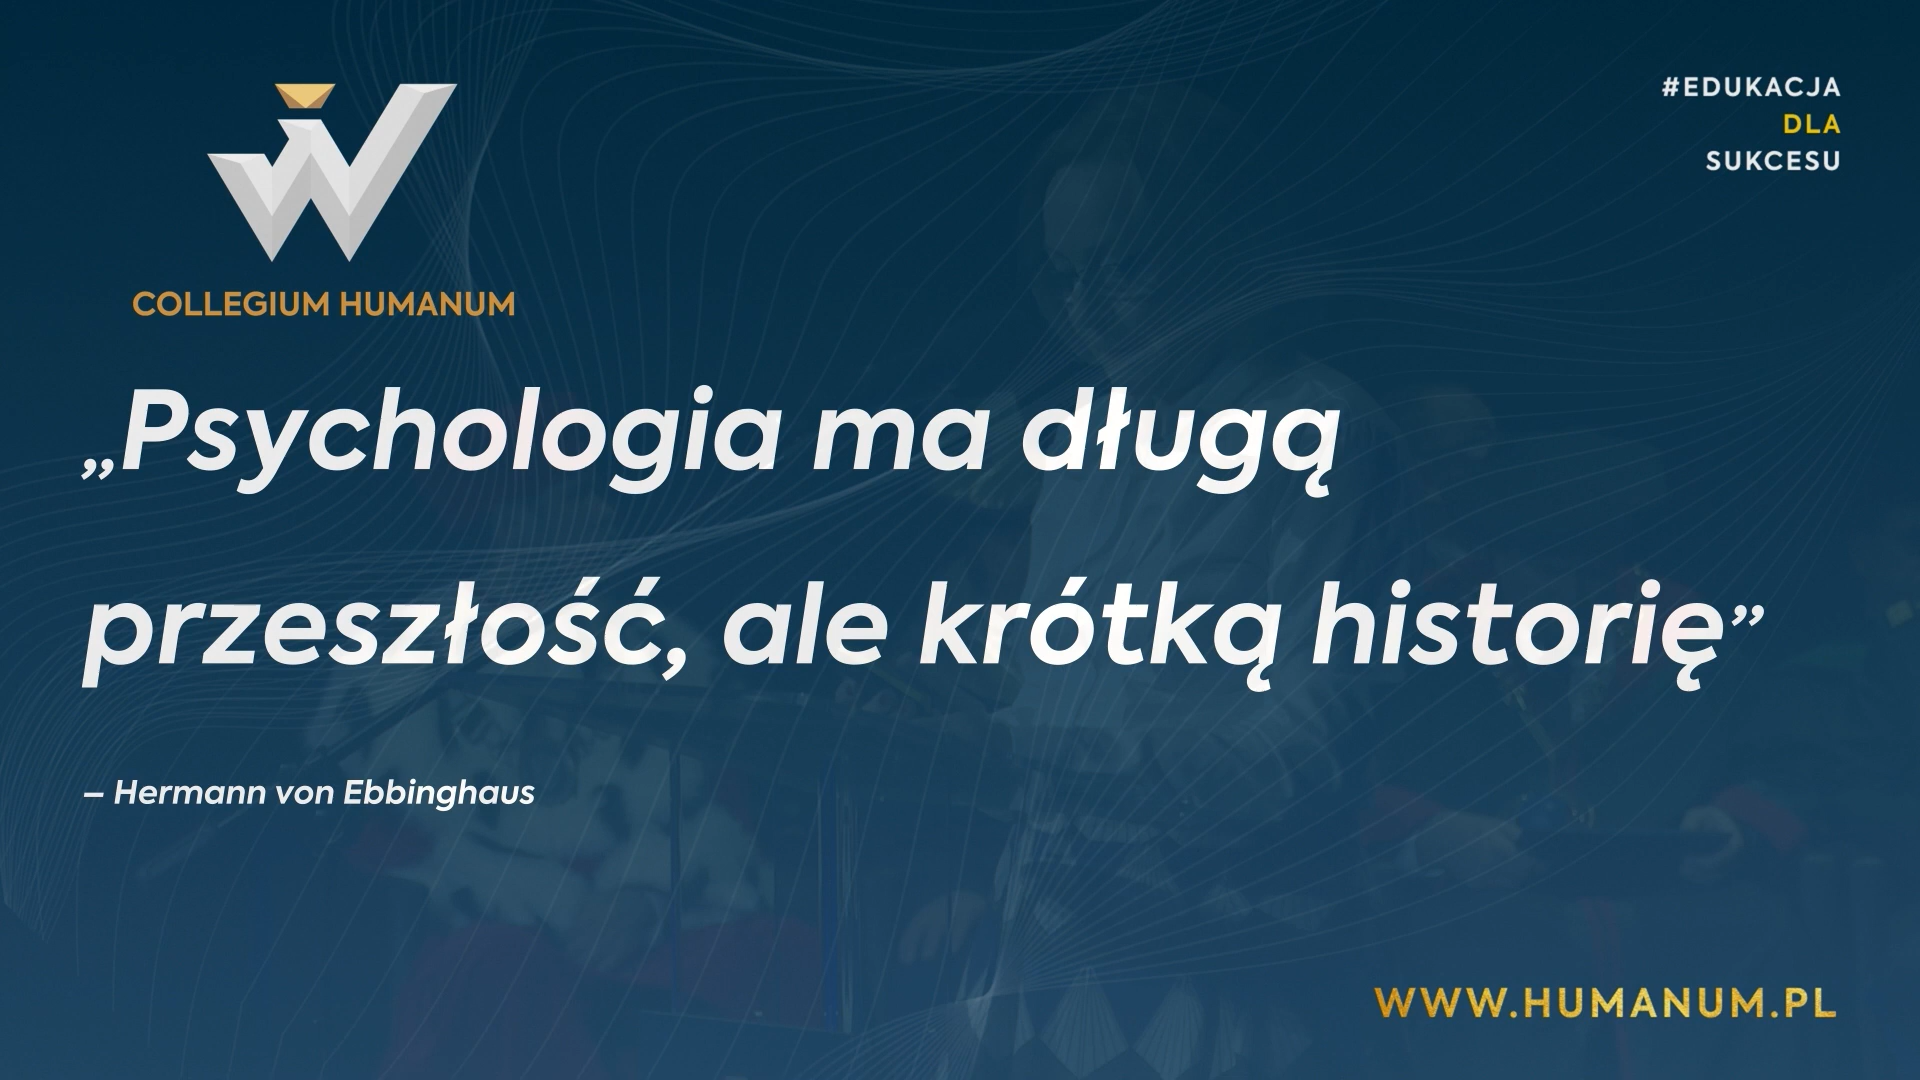 COLLEGIUM HUMANUM
#EDUKACJA
DLA
SUKCESU
„Psychologia ma długą
przeszłość, ale krótką historię”
– Hermann von Ebbinghaus
WWW.HUMANUM.PL